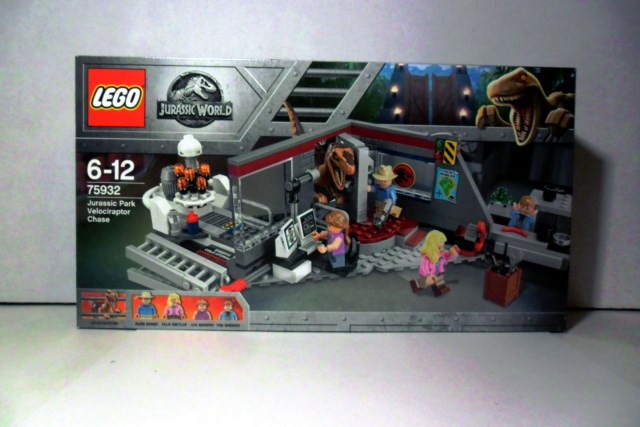 LEGO
JURASSIC WORLD
6-12
75932
Jurassic Park
Velociraptor
Chase